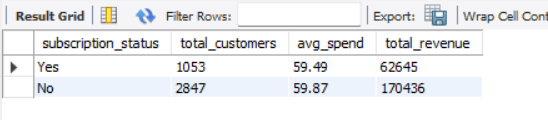 Result Grid Filter Rows: Export: Wrap Cell Cont
subscription_status total_customers avg_spend total_revenue
Yes 1053 59.49 62645
No 2847 59.87 170436